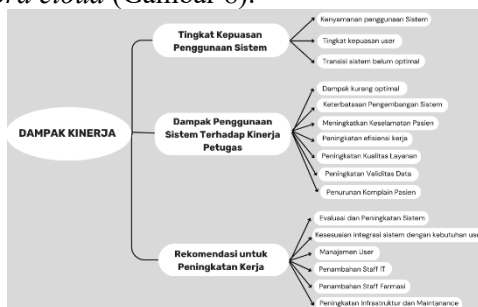 ora cloud (Gambar 8).
DAMPAK KINERJA
Tingkat Kepuasan
Penggunaan Sistem
Kenyamanan penggunaan Sistem
Tingkat kepuasan user
Transisi sistem belum optimal
Dampak Penggunaan
Sistem Terhadap Kinerja
Petugas
Dampak kurang optimal
Keterbatasan Pengembangan Sistem
Meningkatkan Keselamatan Pasien
Peningkatan efisiensi kerja
Peningkatan Kualitas Layanan
Peningkatan Validitas Data
Penurunan Komplain Pasien
Rekomendasi untuk
Peningkatan Kerja
Evaluasi dan Peningkatan Sistem
Kesesuaian integrasi sistem dengan kebutuhan use
Manajemen User
Penambahan Staff IT
Penambahan Staff Farmasi
Peningkatan Infrastruktur dan Maintanance